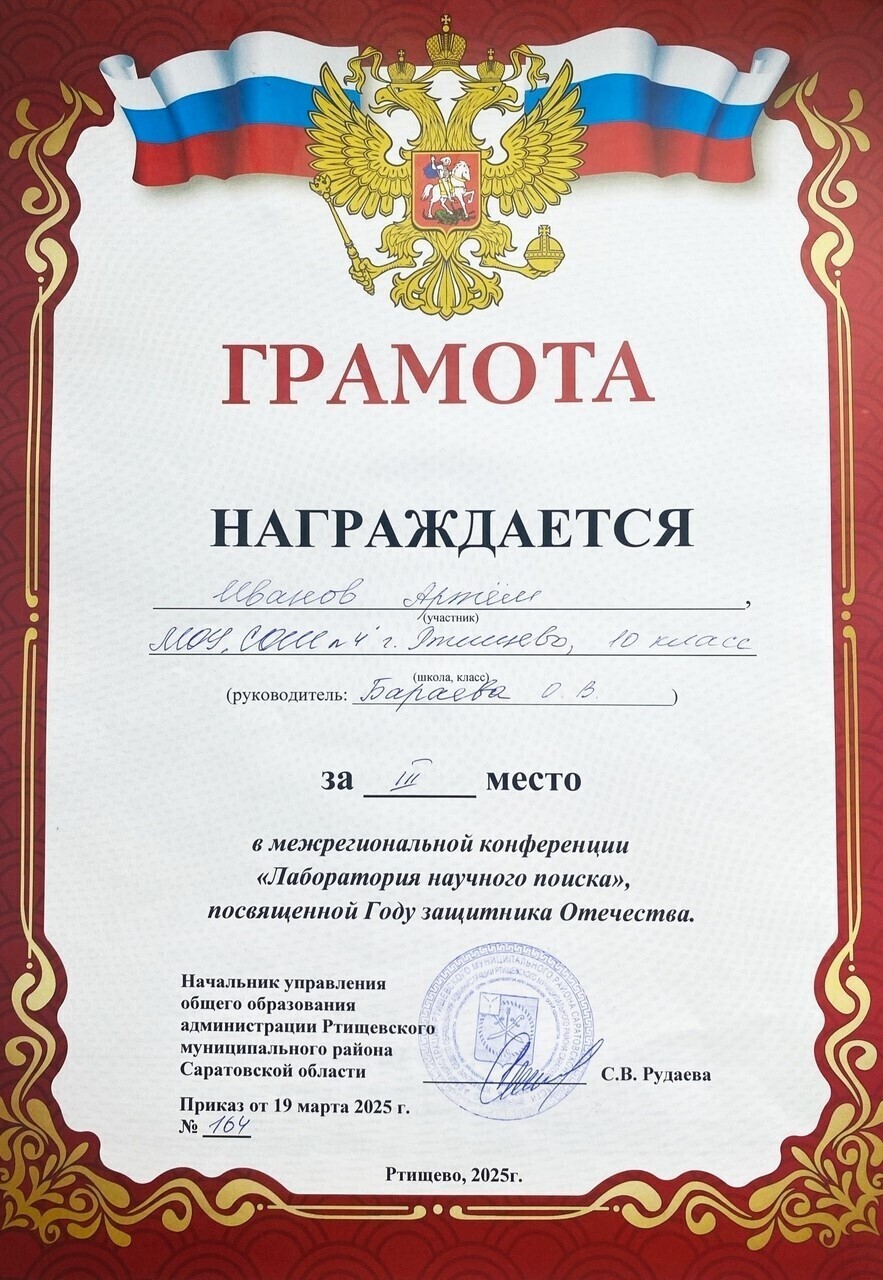 ГРАМОТА
НАГРАЖДАЕТСЯ
Иванов Артём,
(участник)
МОУ, СОШ №4 г. Ртищево, 10 класс
(школа, класс)
(руководитель: Бараева О. В. )
за III место
в межрегиональной конференции
«Лаборатория научного поиска»,
посвященной Году защитника Отечества.
Начальник управления
общего образования
администрации Ртищевского
муниципального района
Саратовской области С.В. Рудаева
Приказ от 19 марта 2025 г.
№ 164
Ртищево, 2025г.